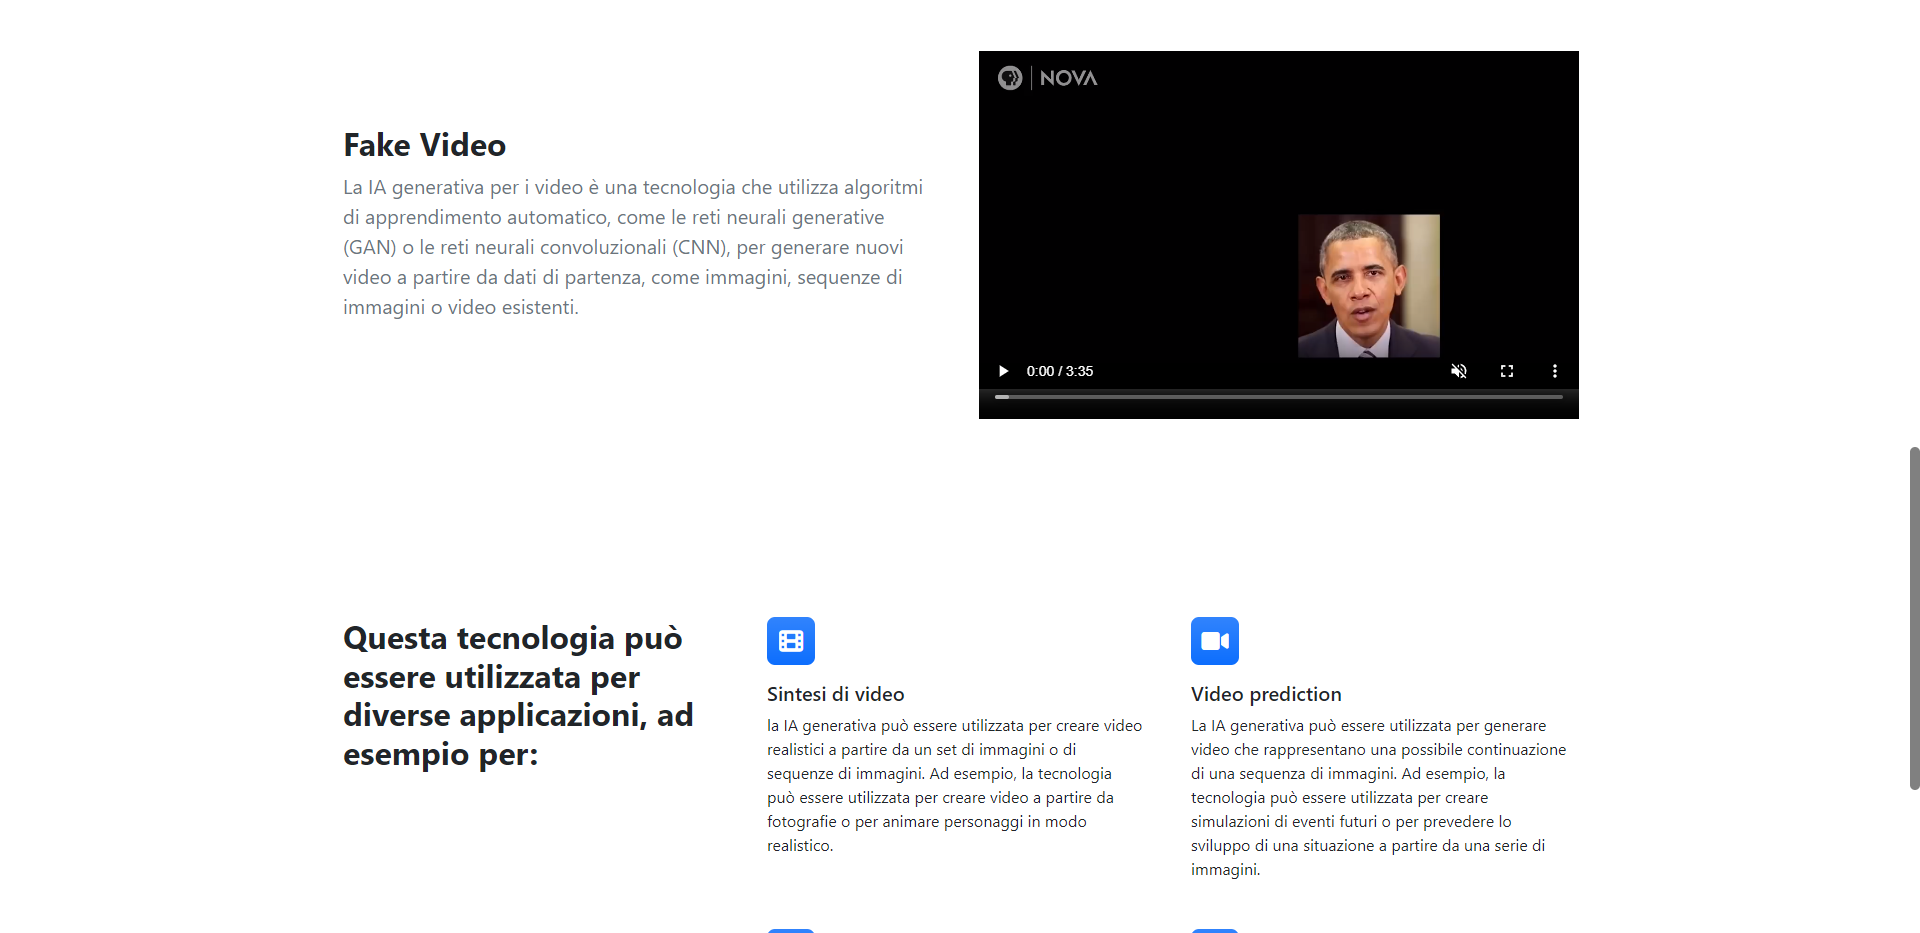 NOVA
Fake Video
La IA generativa per i video è una tecnologia che utilizza algoritmi
di apprendimento automatico, come le reti neurali generative
(GAN) o le reti neurali convoluzionali (CNN), per generare nuovi
video a partire da dati di partenza, come immagini, sequenze di
immagini o video esistenti.
0:00 / 3:35
Questa tecnologia può
essere utilizzata per
diverse applicazioni, ad
esempio per:
Sintesi di video
la IA generativa può essere utilizzata per creare video
realistici a partire da un set di immagini o di
sequenze di immagini. Ad esempio, la tecnologia
può essere utilizzata per creare video a partire da
fotografie o per animare personaggi in modo
realistico.
Video prediction
La IA generativa può essere utilizzata per generare
video che rappresentano una possibile continuazione
di una sequenza di immagini. Ad esempio, la
tecnologia può essere utilizzata per creare
simulazioni di eventi futuri o per prevedere lo
sviluppo di una situazione a partire da una serie di
immagini.